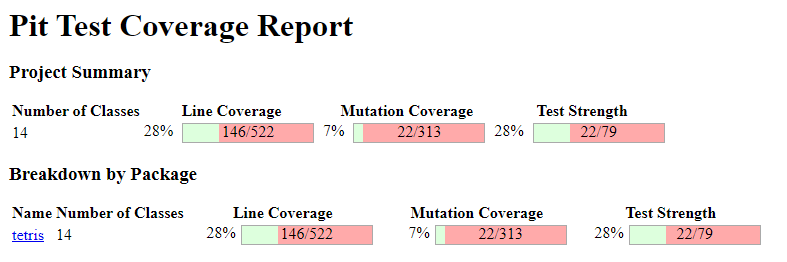 Pit Test Coverage Report
Project Summary
Number of Classes Line Coverage Mutation Coverage Test Strength
14 28% 146/522 7% 22/313 28% 22/79
Breakdown by Package
Name Number of Classes Line Coverage Mutation Coverage Test Strength
tetris 14 28% 146/522 7% 22/313 28% 22/79